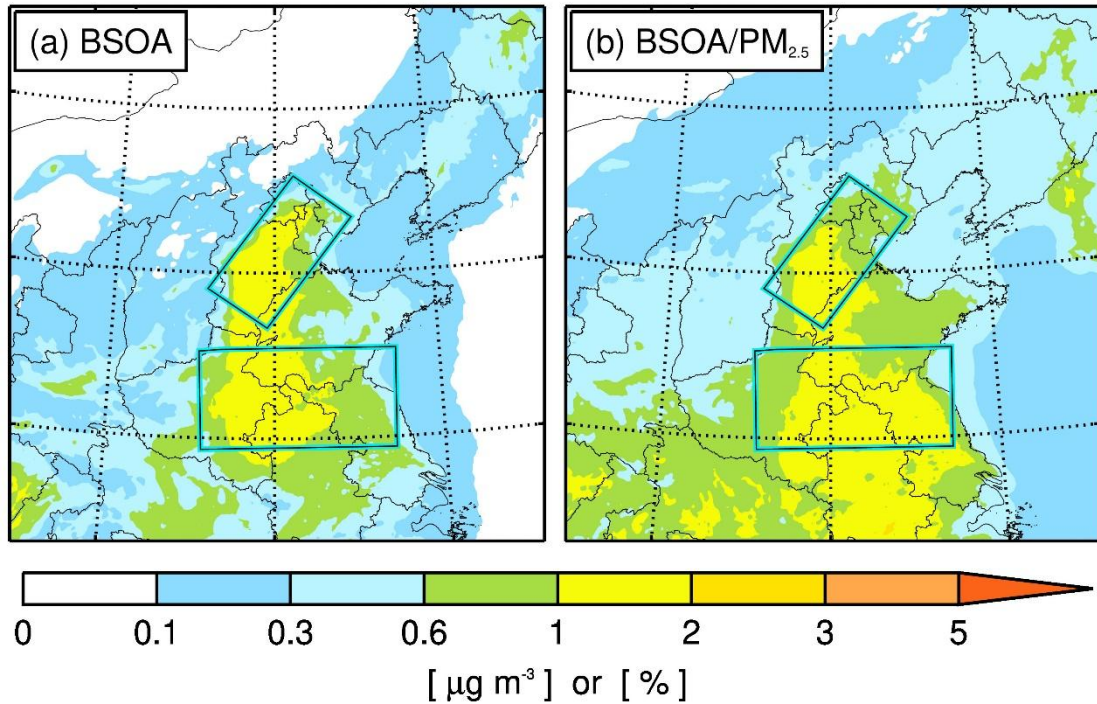 (a) BSOA
(b) BSOA/PM₂.₅
0 0.1 0.3 0.6 1 2 3 5
[ μg m⁻³ ] or [ % ]